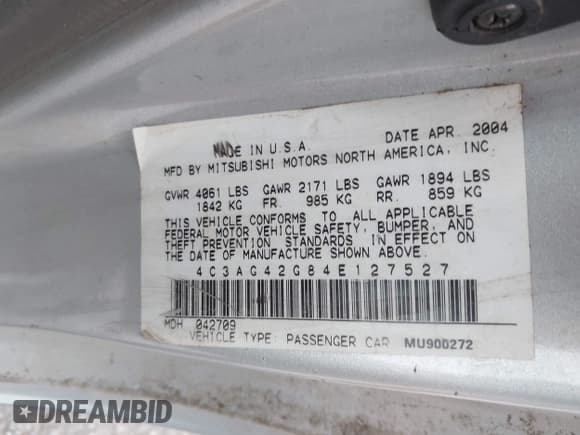 MADE IN U.S.A. DATE APR. 2004
MFD BY MITSUBISHI MOTORS NORTH AMERICA, INC.
GVWR 4061 LBS GAWR 2171 LBS GAWR 1894 LBS
1842 KG FR. 985 KG RR. 859 KG
THIS VEHICLE CONFORMS TO ALL APPLICABLE
FEDERAL MOTOR VEHICLE SAFETY, BUMPER, AND
THEFT PREVENTION STANDARDS IN EFFECT ON
THE DATE OF MANUFACTURE SHOWN ABOVE.
4C3AG42G84E127527
MDH 042709
VEHICLE TYPE: PASSENGER CAR MU900272
DREAMBID